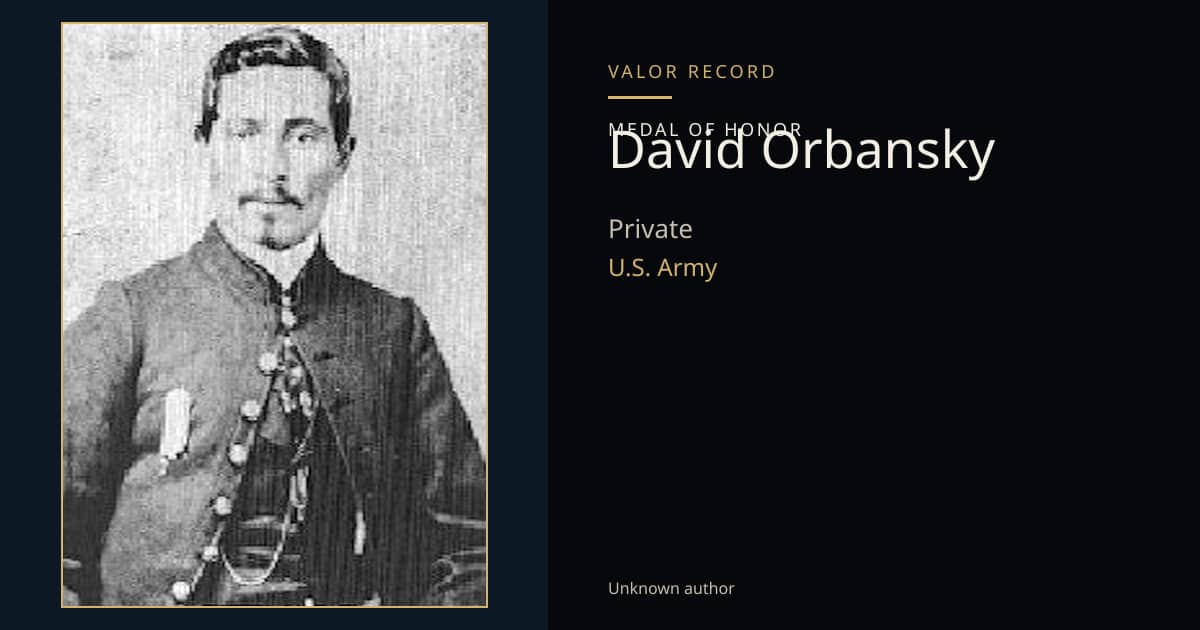 VALOR RECORD
MEDAL OF HONOR
David Orbansky
Private
U.S. Army
Unknown author